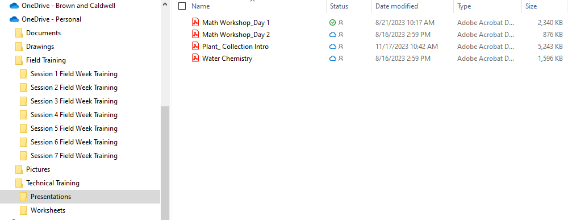 OneDrive - Brown and Caldwell
OneDrive - Personal
Documents
Drawings
Field Training
Session 1 Field Week Training
Session 2 Field Week Training
Session 3 Field Week Training
Session 4 Field Week Training
Session 5 Field Week Training
Session 6 Field Week Training
Session 7 Field Week Training
Pictures
Technical Training
Presentations
Worksheets
Name Status Date modified Type Size
Math Workshop_Day 1 8/21/2023 10:17 AM Adobe Acrobat D... 2,340 KB
Math Workshop_Day 2 8/16/2023 2:59 PM Adobe Acrobat D... 876 KB
Plant_ Collection Intro 11/17/2023 10:42 AM Adobe Acrobat D... 5,243 KB
Water Chemistry 8/16/2023 2:59 PM Adobe Acrobat D... 1,596 KB